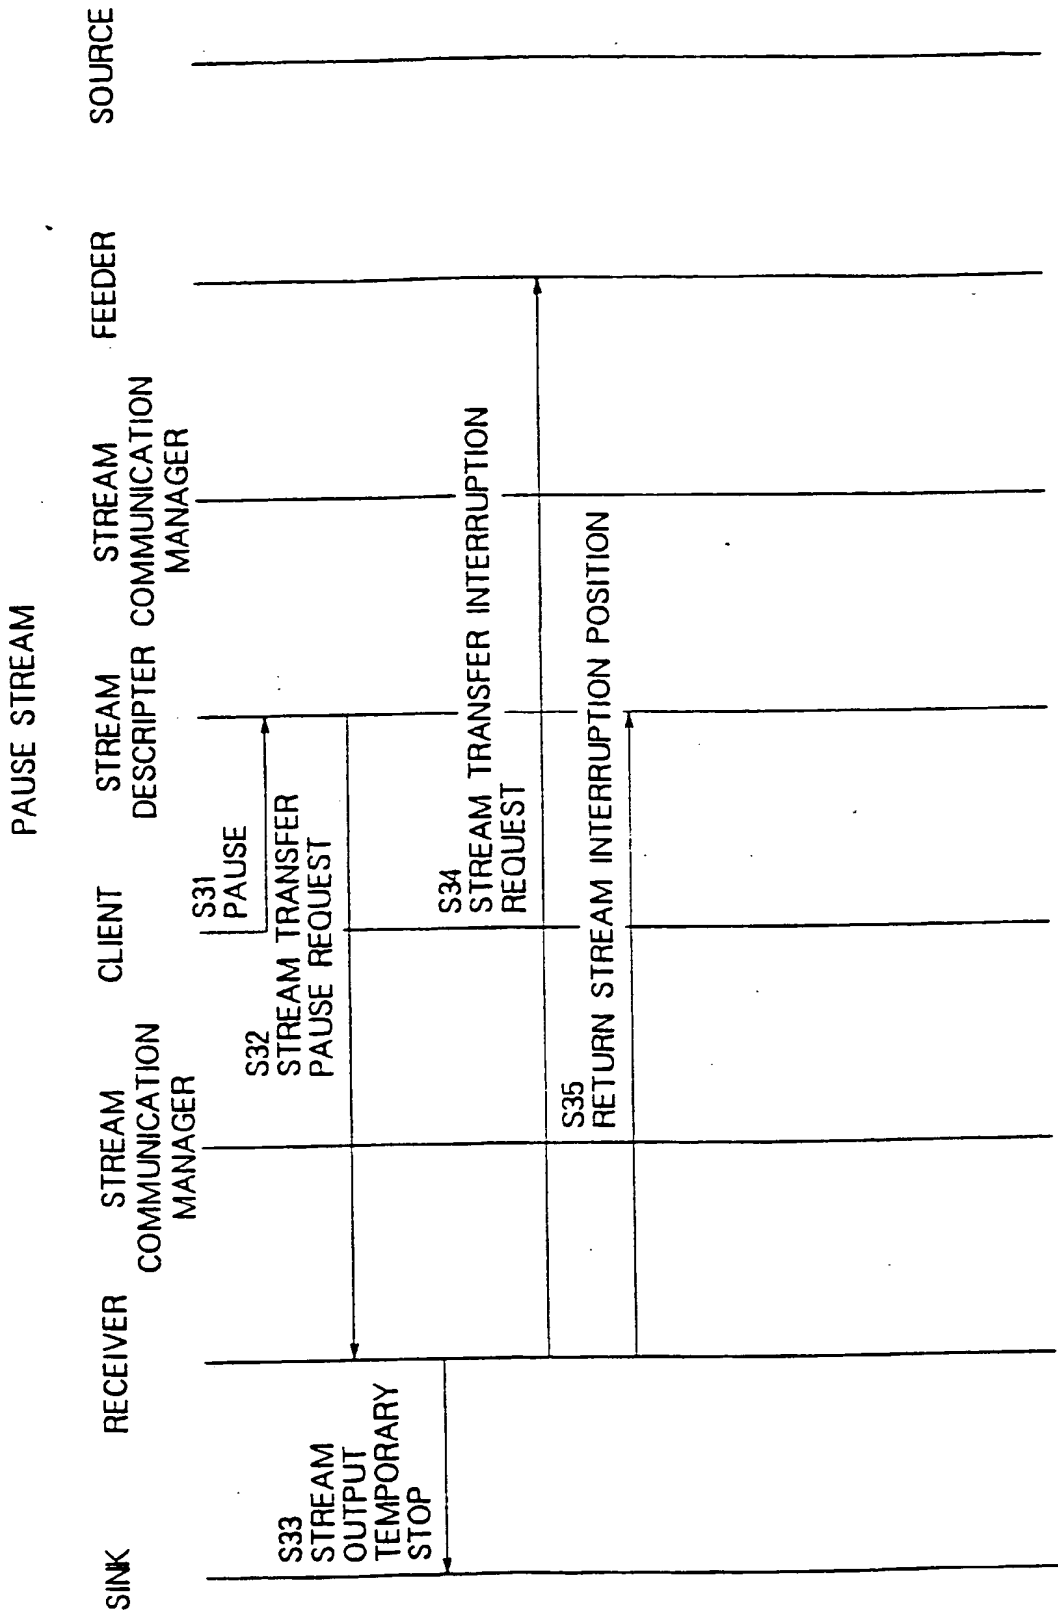 PAUSE STREAM
SINK
RECEIVER
STREAM
COMMUNICATION
MANAGER
CLIENT
STREAM
DESCRIPTER
STREAM
COMMUNICATION
MANAGER
FEEDER
SOURCE
S31
PAUSE
S32
STREAM TRANSFER
PAUSE REQUEST
S33
STREAM
OUTPUT
TEMPORARY
STOP
S34
STREAM TRANSFER INTERRUPTION
REQUEST
S35
RETURN STREAM INTERRUPTION POSITION